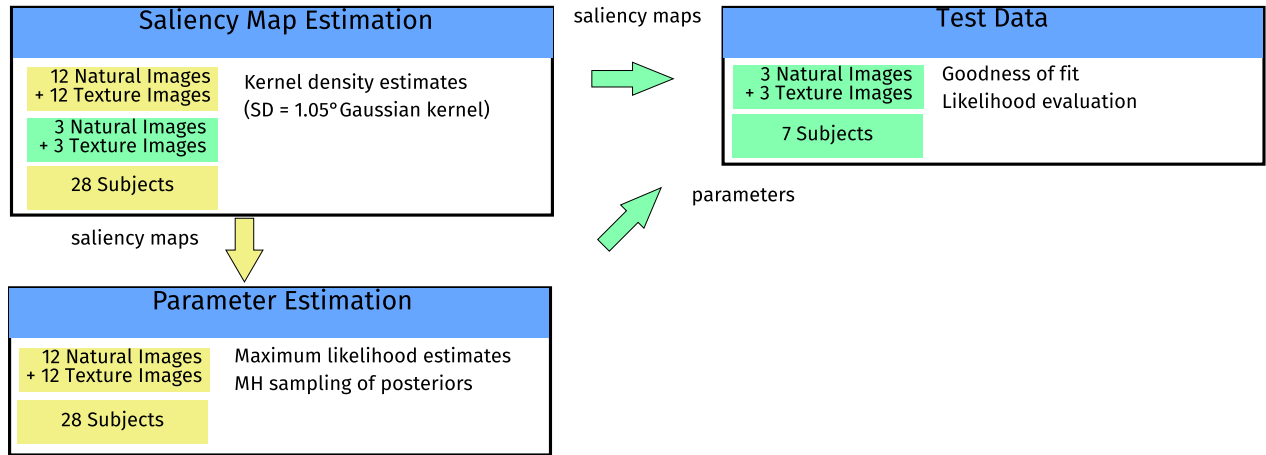 Saliency Map Estimation
12 Natural Images
+ 12 Texture Images
3 Natural Images
+ 3 Texture Images
28 Subjects
Kernel density estimates
(SD = 1.05° Gaussian kernel)
saliency maps
Test Data
3 Natural Images
+ 3 Texture Images
7 Subjects
Goodness of fit
Likelihood evaluation
saliency maps
parameters
Parameter Estimation
12 Natural Images
+ 12 Texture Images
28 Subjects
Maximum likelihood estimates
MH sampling of posteriors